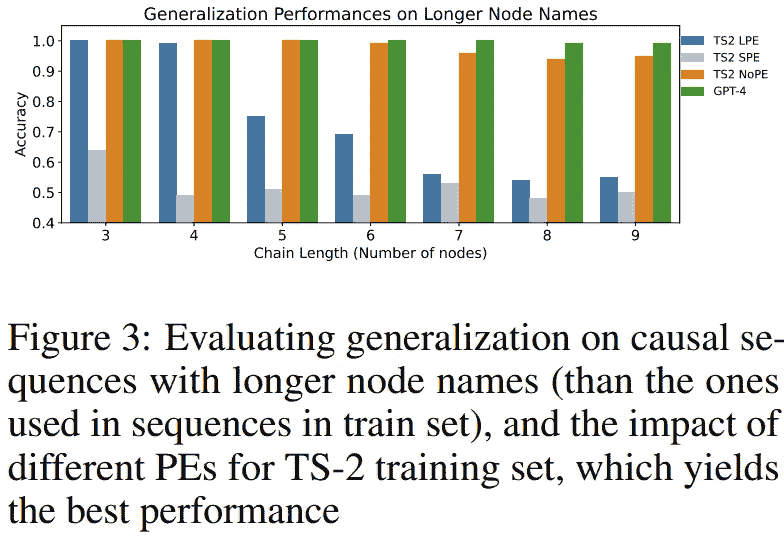 Generalization Performances on Longer Node Names
1.0
0.9
0.8
0.7
0.6
0.5
0.4
Accuracy
3 4 5 6 7 8 9
Chain Length (Number of nodes)
TS2 LPE
TS2 SPE
TS2 NoPE
GPT-4
Figure 3: Evaluating generalization on causal se-
quences with longer node names (than the ones
used in sequences in train set), and the impact of
different PEs for TS-2 training set, which yields
the best performance